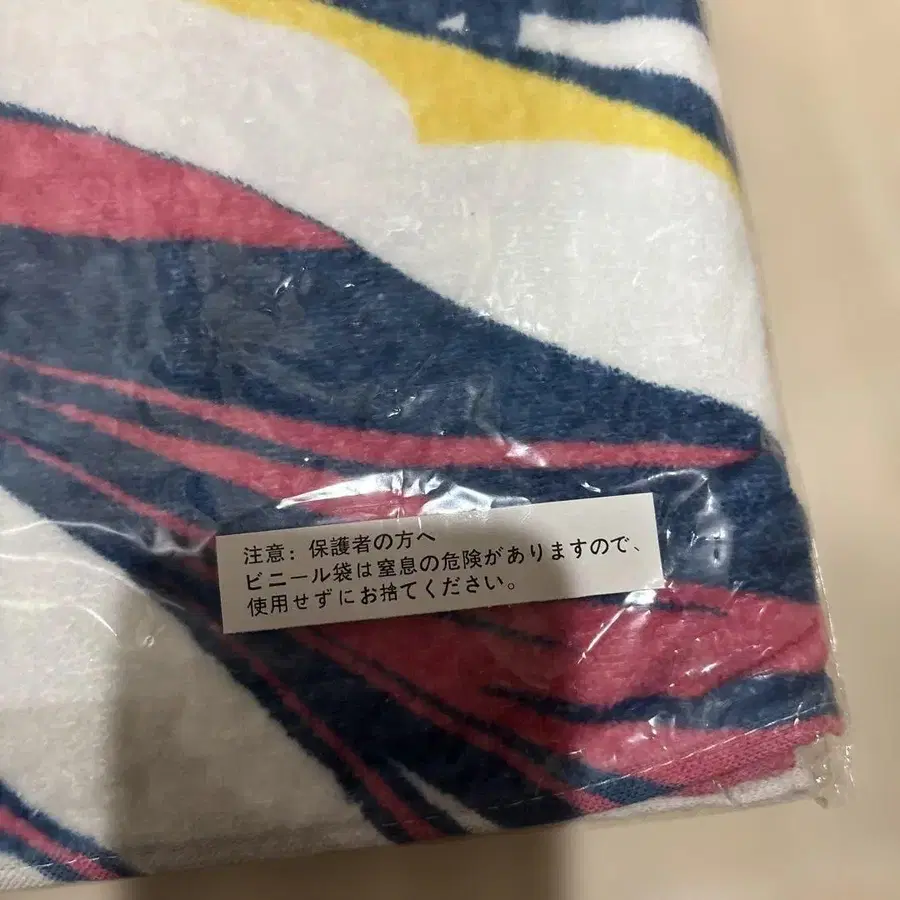 注意: 保護者の方へ
ビニール袋は窒息の危険がありますので、
使用せずにお捨てください。